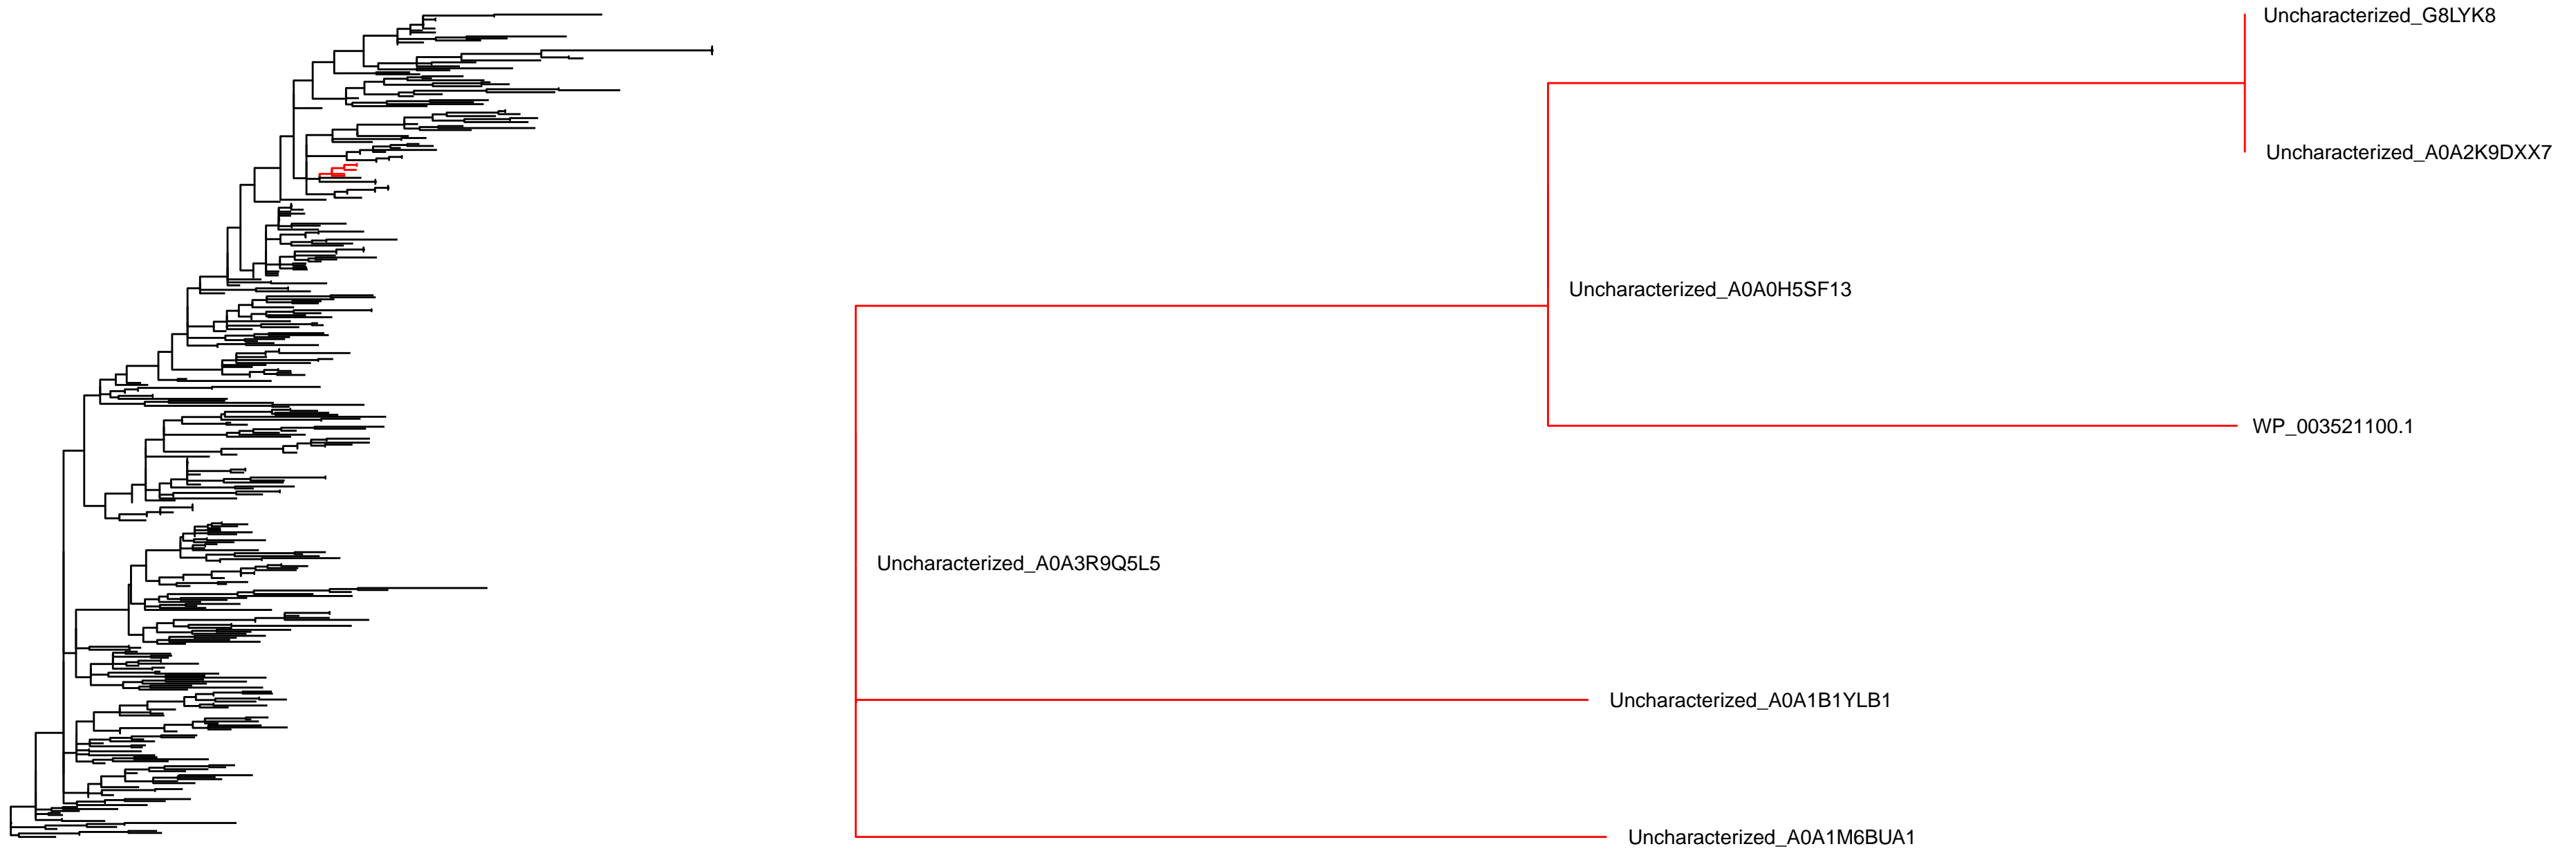 Uncharacterized_G8LYK8
Uncharacterized_A0A2K9DXX7
Uncharacterized_A0A0H5SF13
WP_003521100.1
Uncharacterized_A0A3R9Q5L5
Uncharacterized_A0A1B1YLB1
Uncharacterized_A0A1M6BUA1